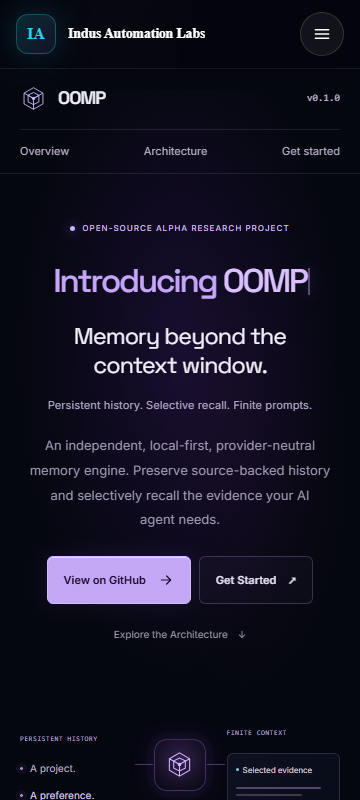 IA
Indus Automation Labs
OOMP
v0.1.0
Overview
Architecture
Get started
OPEN-SOURCE ALPHA RESEARCH PROJECT
Introducing OOMP
Memory beyond the
context window.
Persistent history. Selective recall. Finite prompts.
An independent, local-first, provider-neutral
memory engine. Preserve source-backed history
and selectively recall the evidence your AI
agent needs.
View on GitHub →
Get Started ↗
Explore the Architecture ↓
PERSISTENT HISTORY
FINITE CONTEXT
A project.
Selected evidence
A preference.